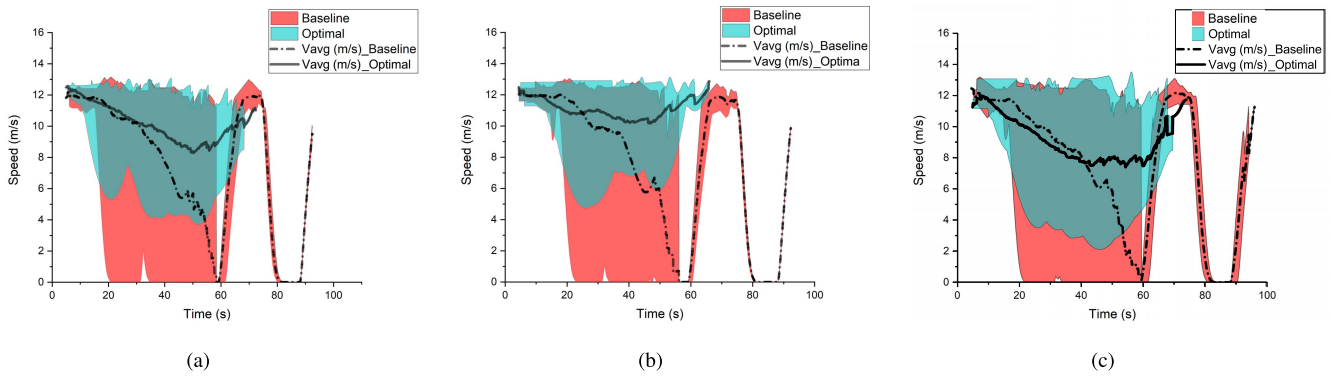 Baseline
Optimal
Vavg (m/s)_Baseline
Vavg (m/s)_Optimal
16
14
12
10
8
6
4
2
0
Speed (m/s)
0 20 40 60 80 100
Time (s)
(a)
Baseline
Optimal
Vavg (m/s)_Baseline
Vavg (m/s)_Optima
16
14
12
10
8
6
4
2
0
Speed (m/s)
0 20 40 60 80 100
Time (s)
(b)
Baseline
Optimal
Vavg (m/s)_Baseline
Vavg (m/s)_Optimal
16
14
12
10
8
6
4
2
0
Speed (m/s)
0 20 40 60 80 100
Time (s)
(c)